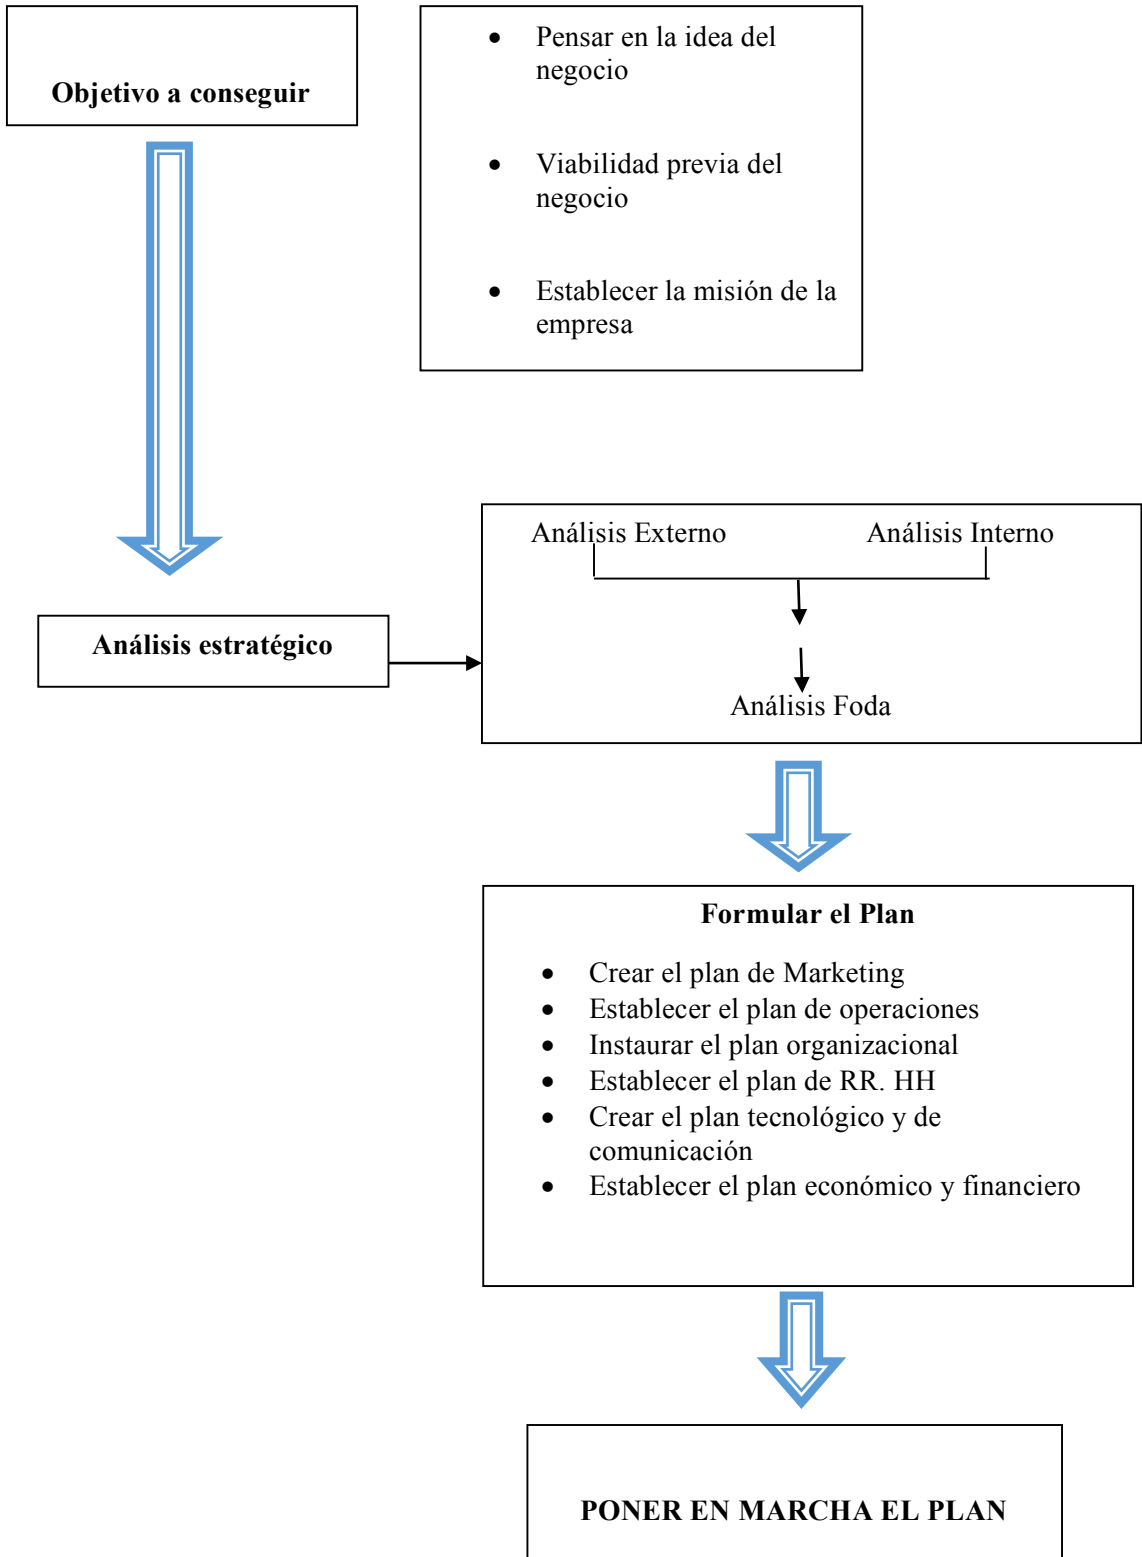 Objetivo a conseguir
Pensar en la idea del
negocio
Viabilidad previa del
negocio
Establecer la misión de la
empresa
Análisis estratégico
Análisis Externo
Análisis Interno
Análisis Foda
Formular el Plan
Crear el plan de Marketing
Establecer el plan de operaciones
Instaurar el plan organizacional
Establecer el plan de RR. HH
Crear el plan tecnológico y de
comunicación
Establecer el plan económico y financiero
PONER EN MARCHA EL PLAN